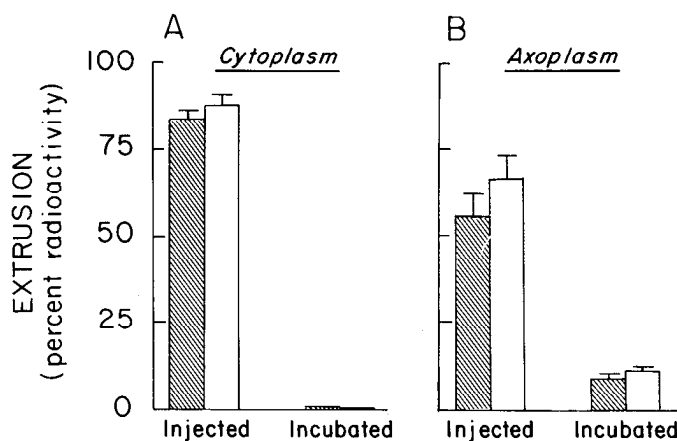 A
B
Cytoplasm
Axoplasm
EXTRUSION
(percent radioactivity)
100
75
50
25
0
Injected Incubated
Injected Incubated